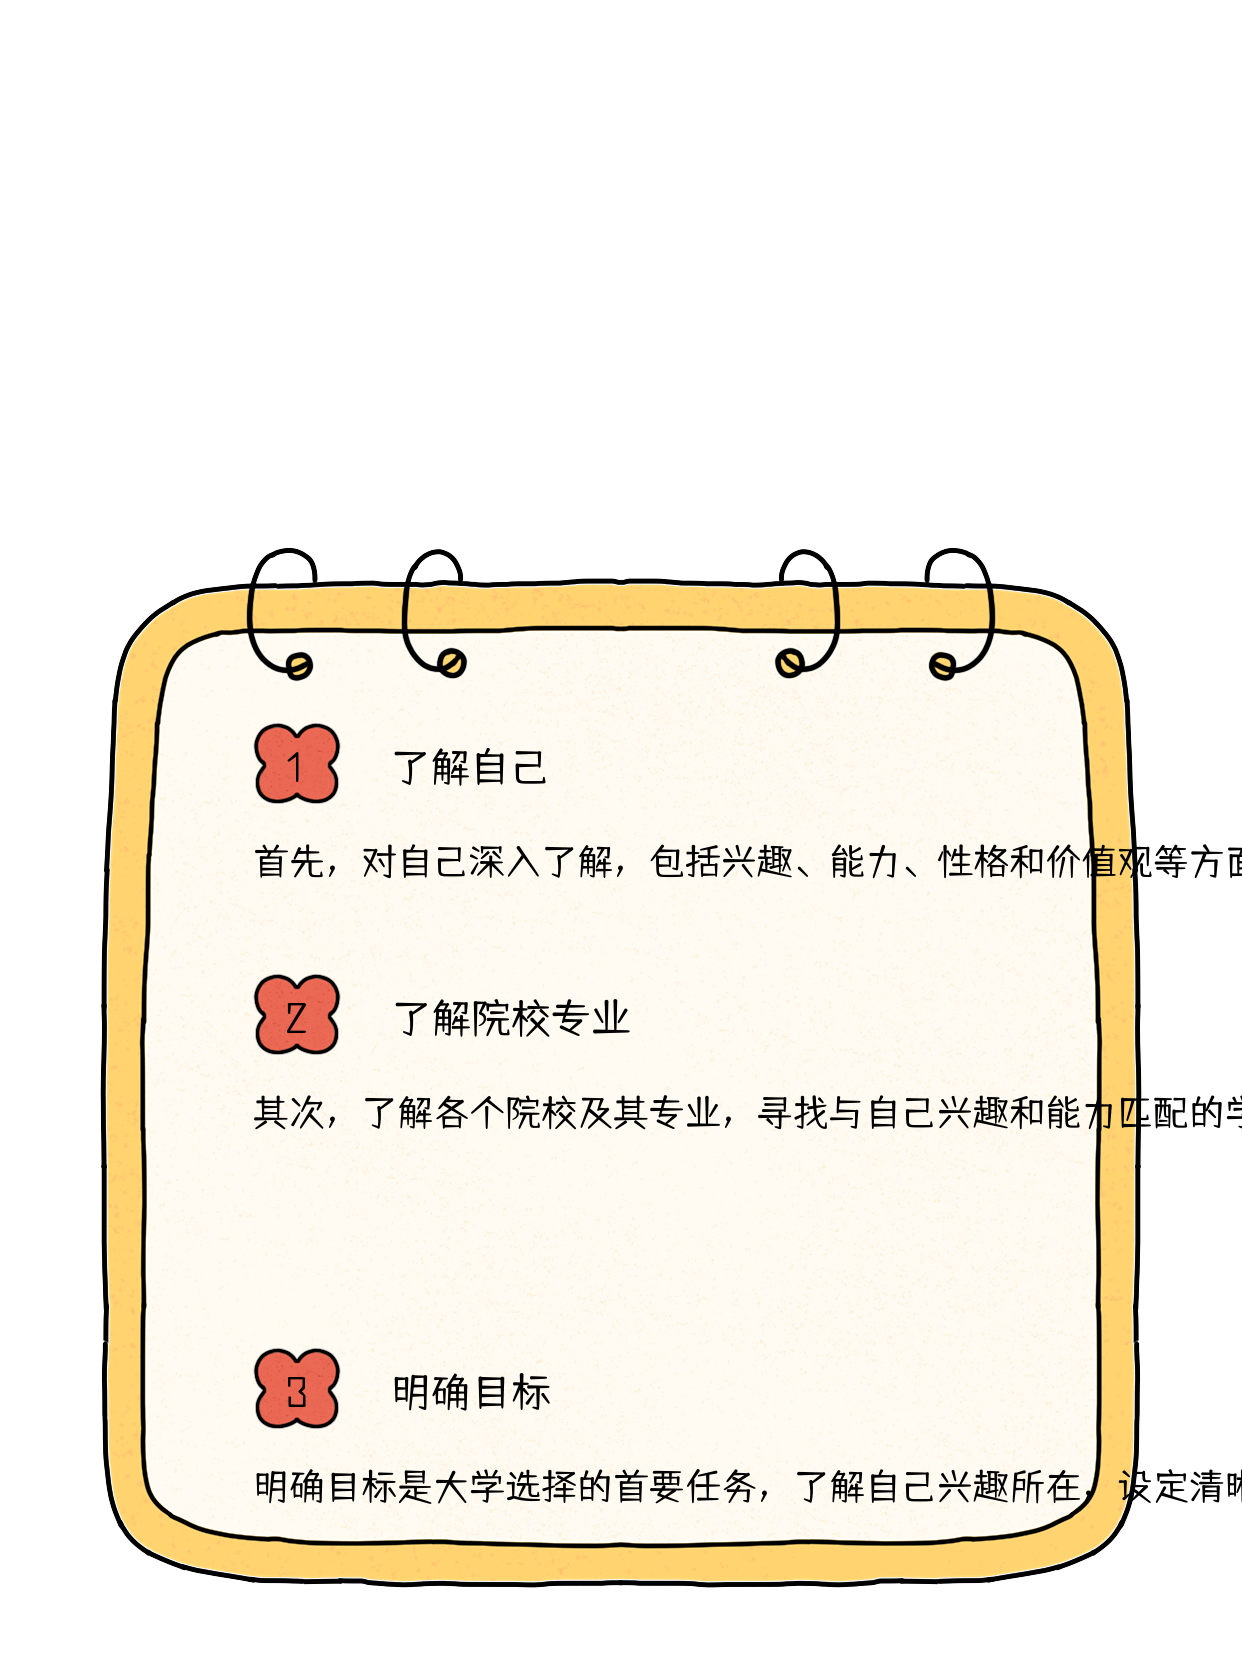 1 了解自己
首先，对自己深入了解，包括兴趣、能力、性格和价值观等方面
2 了解院校专业
其次，了解各个院校及其专业，寻找与自己兴趣和能力匹配的学
3 明确目标
明确目标是大学选择的首要任务，了解自己兴趣所在，设定清晰